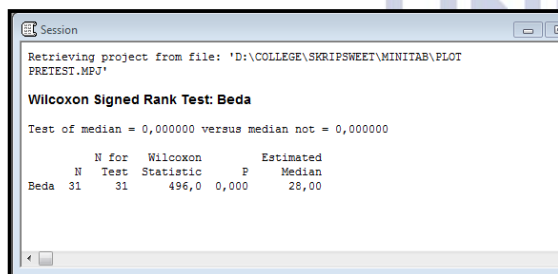 Session
Retrieving project from file: 'D:\COLLEGE\SKRIPSWEET\MINITAB\PLOT
PRETEST.MPJ'
Wilcoxon Signed Rank Test: Beda
Test of median = 0,000000 versus median not = 0,000000
N for Wilcoxon Estimated
N Test Statistic P Median
Beda 31 31 496,0 0,000 28,00